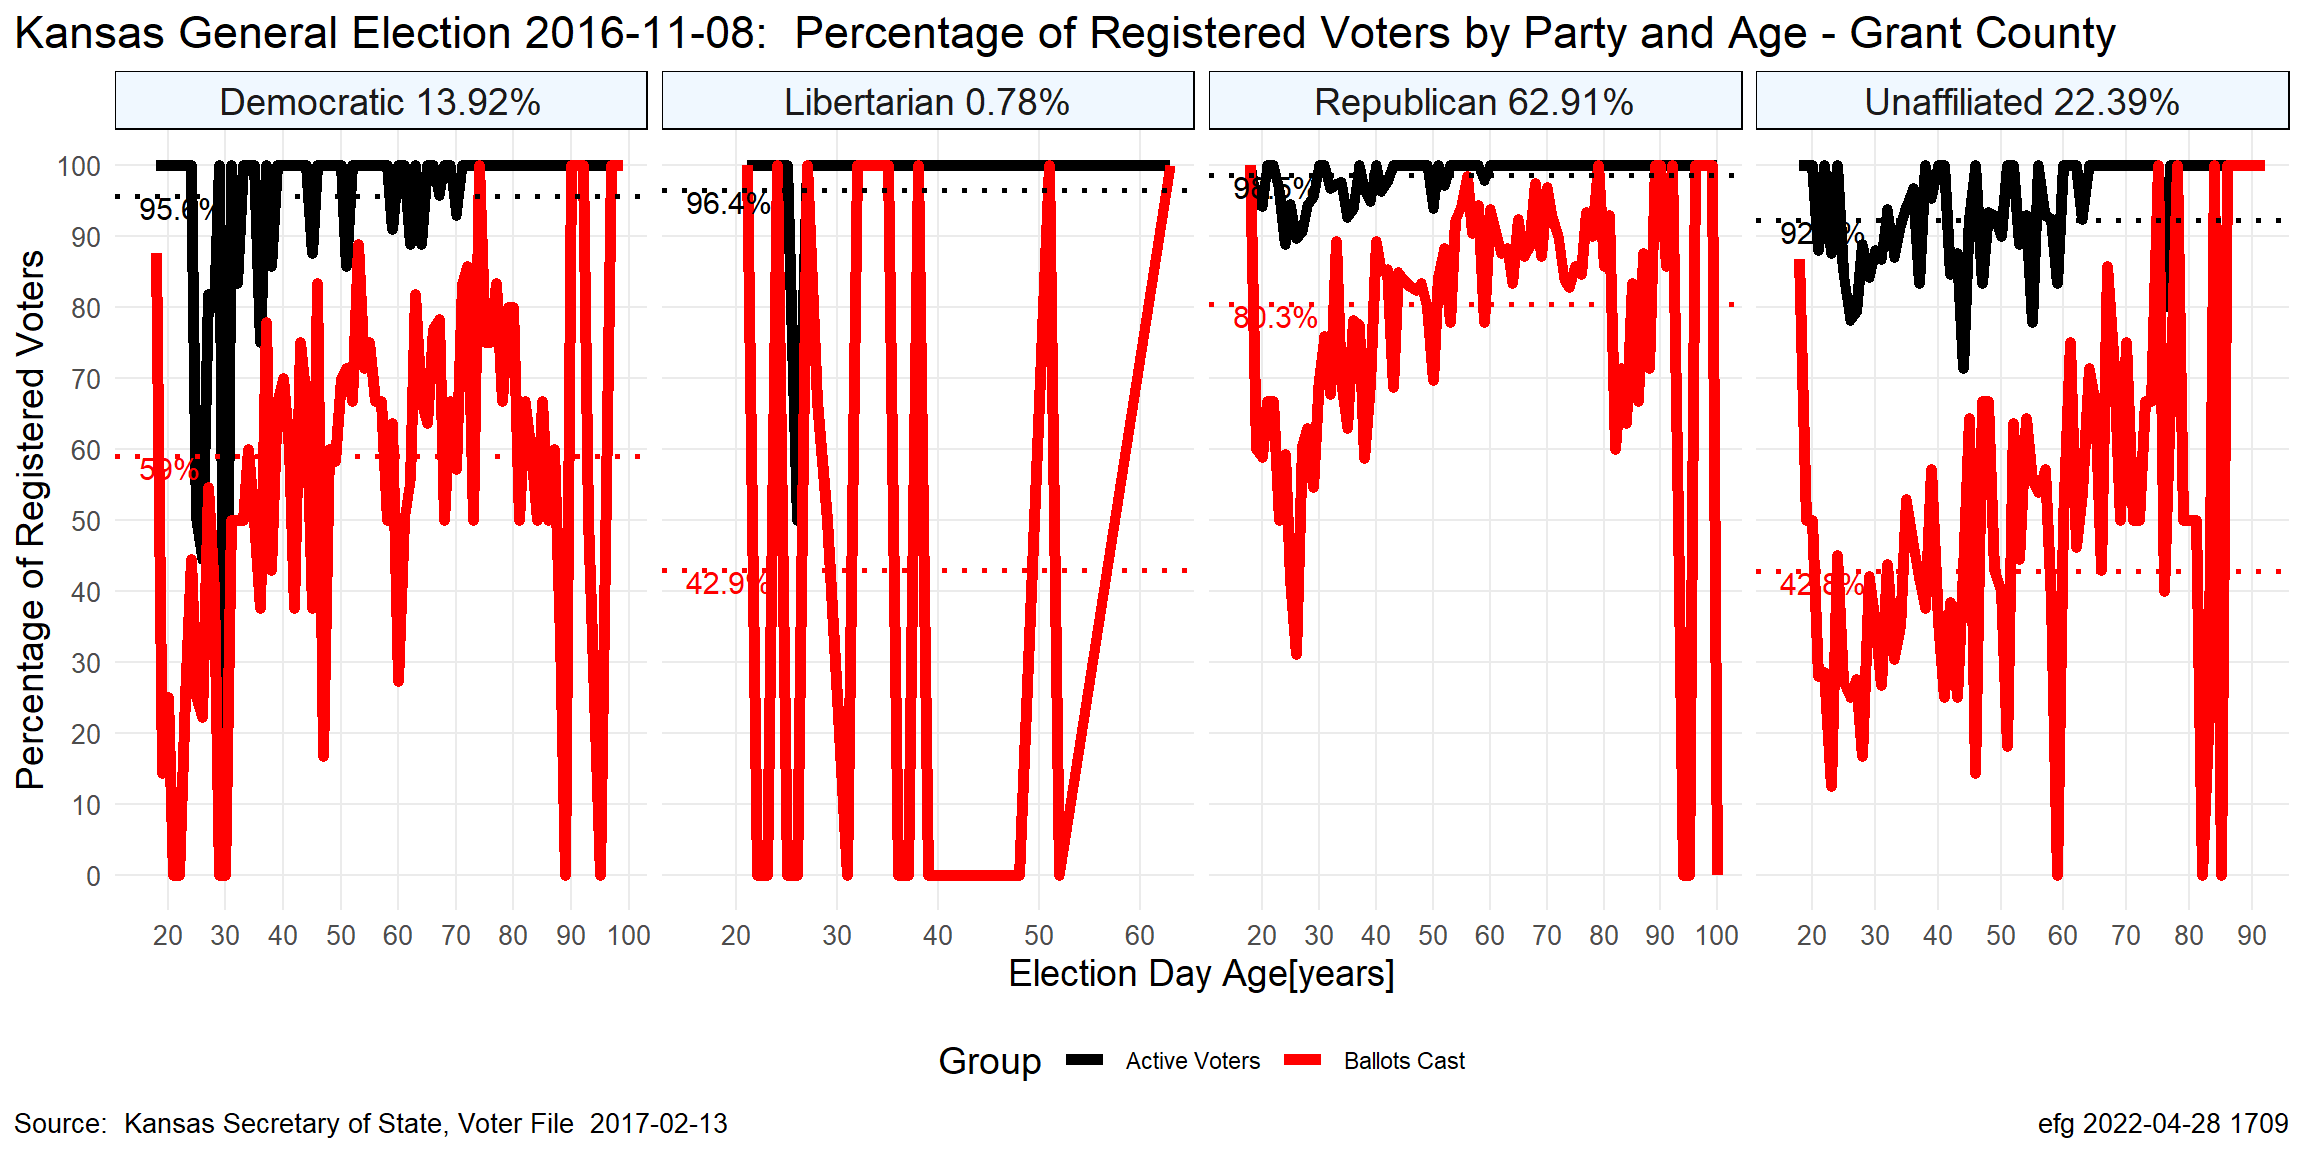 Kansas General Election 2016-11-08:  Percentage of Registered Voters by Party and Age - Grant County
Democratic 13.92%
Libertarian 0.78%
Republican 62.91%
Unaffiliated 22.39%
Percentage of Registered Voters
100
90
80
70
60
50
40
30
20
10
0
95.6%
59%
96.4%
42.9%
98.5%
80.3%
42.8%
20 30 40 50 60 70 80 90 100
20 30 40 50 60
20 30 40 50 60 70 80 90 100
20 30 40 50 60 70 80 90
Election Day Age[years]
Group Active Voters Ballots Cast
Source:  Kansas Secretary of State, Voter File  2017-02-13
efg 2022-04-28 1709